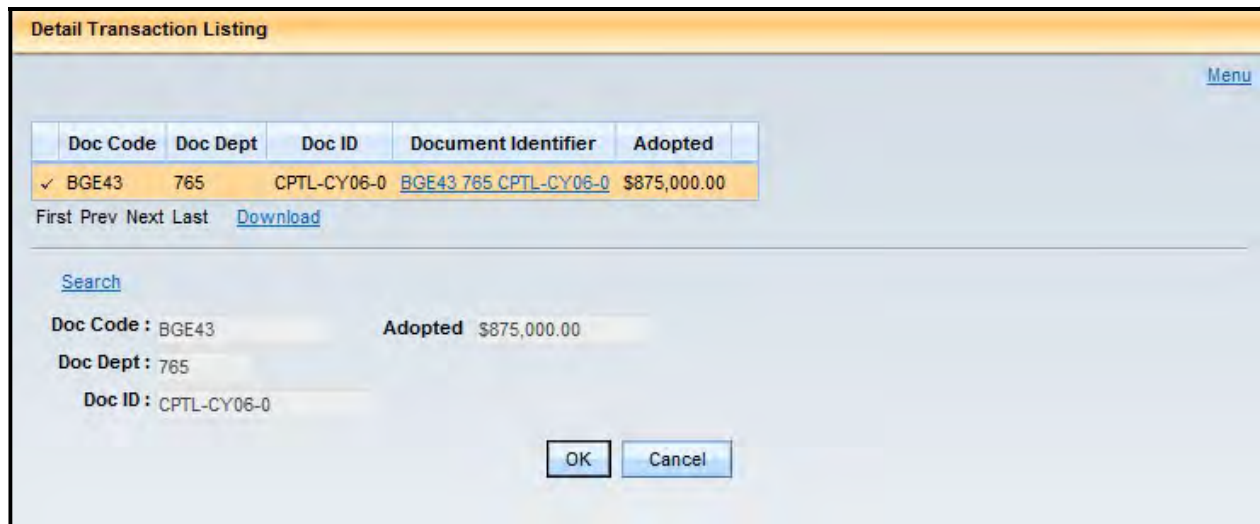 Detail Transaction Listing
Menu
Doc Code Doc Dept Doc ID Document Identifier Adopted
✓ BGE43 765 CPTL-CY06-0 BGE43 765 CPTL-CY06-0 $875,000.00
First Prev Next Last Download
Search
Doc Code : BGE43 Adopted $875,000.00
Doc Dept : 765
Doc ID : CPTL-CY06-0
OK Cancel